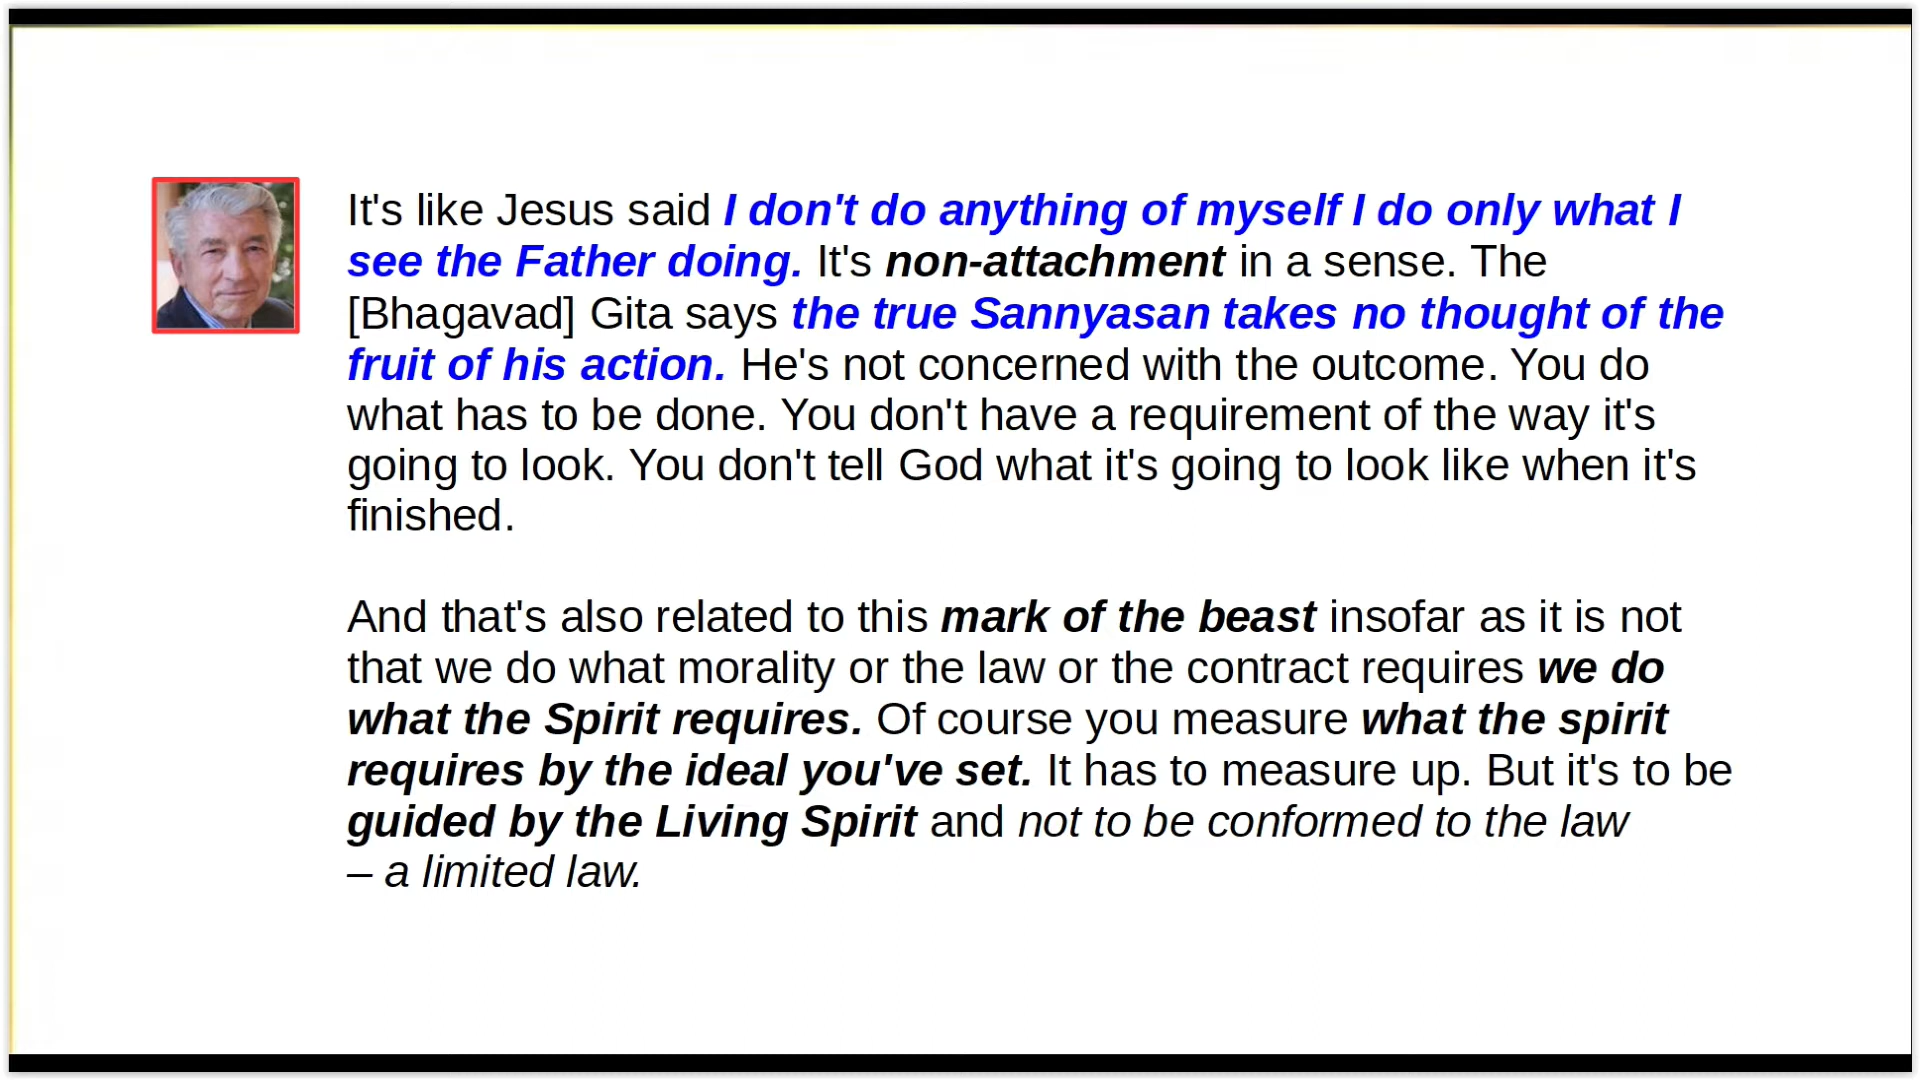 It's like Jesus said I don't do anything of myself I do only what I
see the Father doing. It's non-attachment in a sense. The
[Bhagavad] Gita says the true Sannyasan takes no thought of the
fruit of his action. He's not concerned with the outcome. You do
what has to be done. You don't have a requirement of the way it's
going to look. You don't tell God what it's going to look like when it's
finished.
And that's also related to this mark of the beast insofar as it is not
that we do what morality or the law or the contract requires we do
what the Spirit requires. Of course you measure what the spirit
requires by the ideal you've set. It has to measure up. But it's to be
guided by the Living Spirit and not to be conformed to the law
– a limited law.